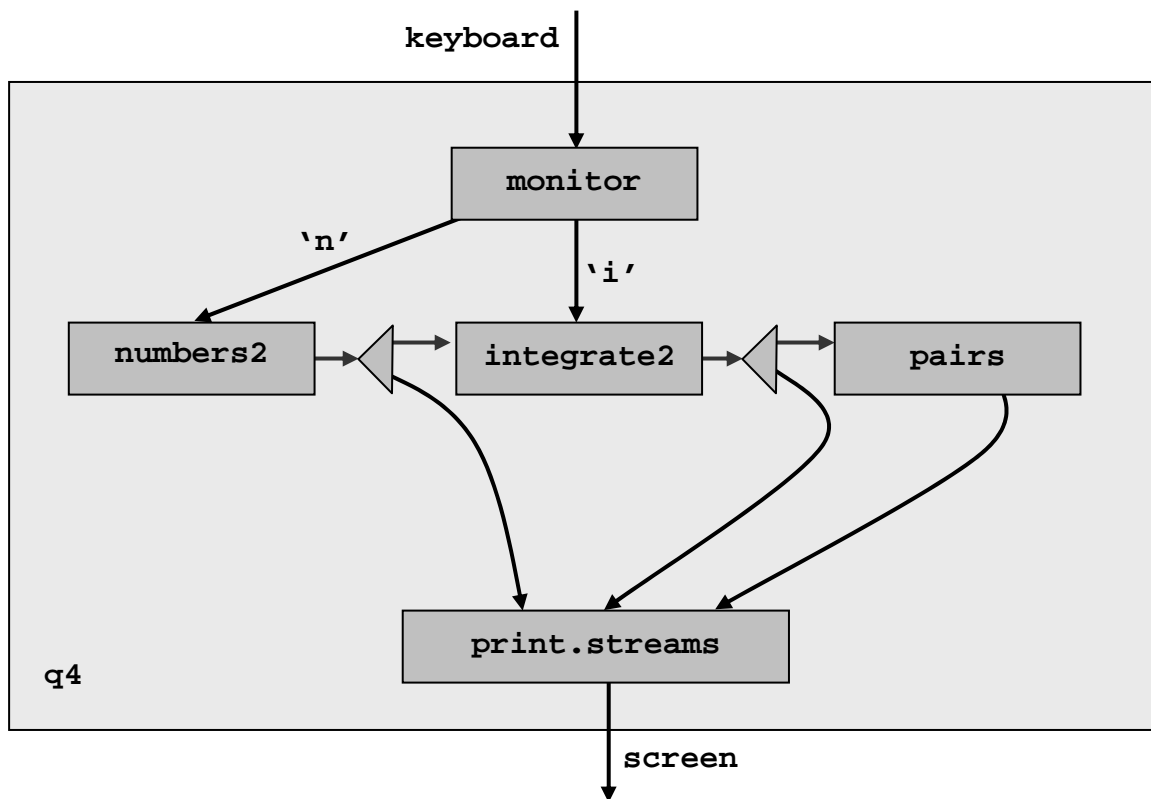 keyboard
monitor
‘n’
‘i’
numbers2
integrate2
pairs
print.streams
q4
screen